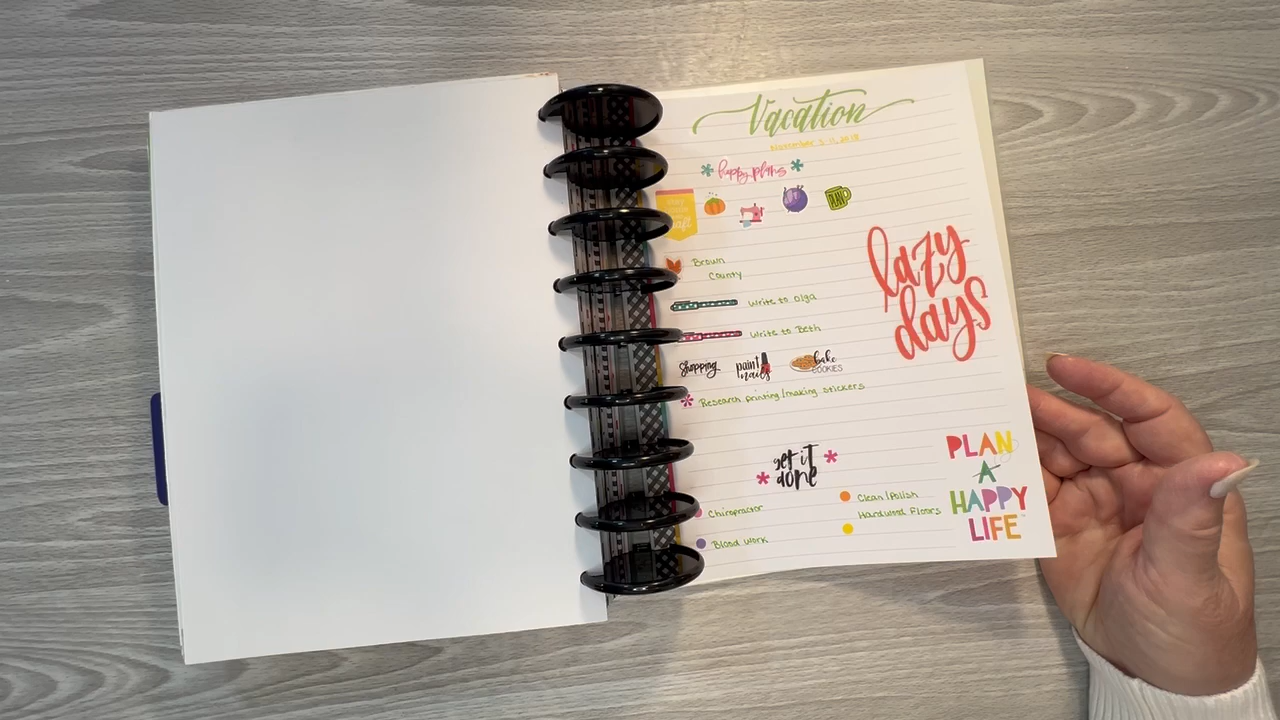 Vacation
November 5-11, 2018
happy plans
PLAN
lazy
days
Brown
County
Write to Olga
Write to Beth
shopping
paint
nails
bake
COOKIES
Research printing/making stickers
get it
done
PLAN
A
HAPPY
LIFE
Chiropractor
Clean/Polish
Hardwood Floors
Blood Work